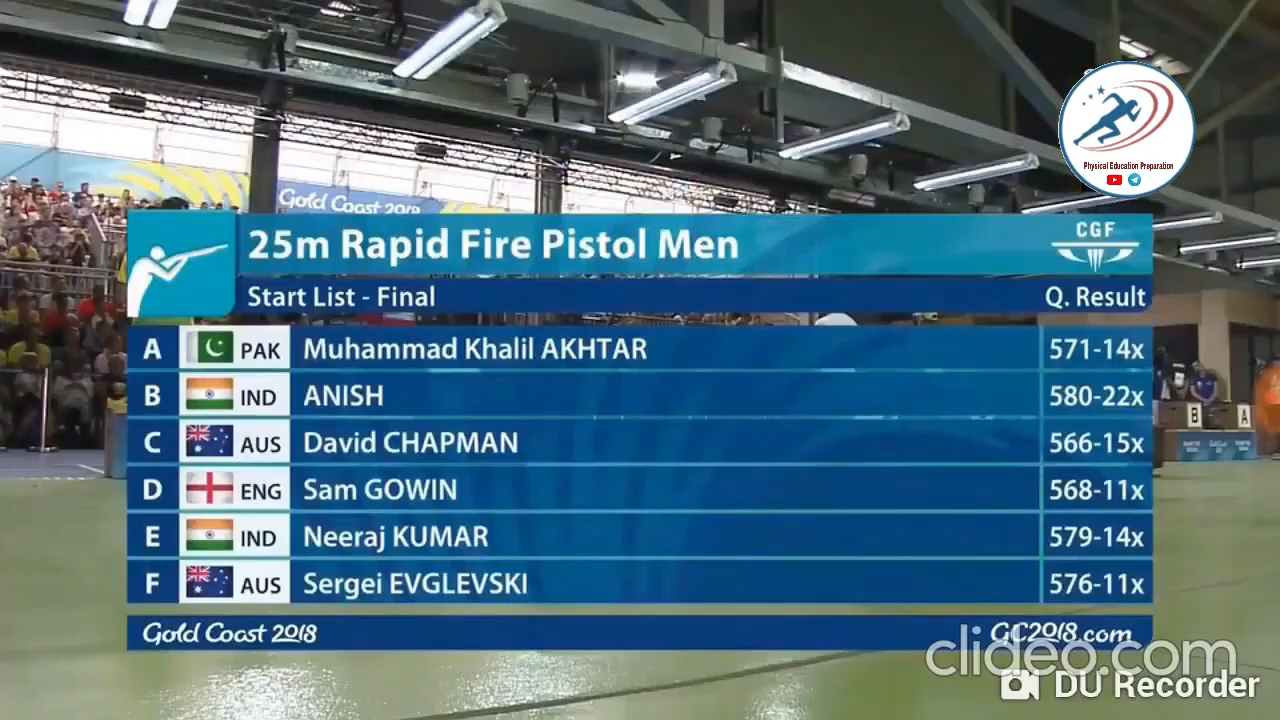 Physical Education Preparation
Gold Coast 2018
25m Rapid Fire Pistol Men
CGF
Start List - Final
Q. Result
A PAK Muhammad Khalil AKHTAR 571-14x
B IND ANISH 580-22x
C AUS David CHAPMAN 566-15x
D ENG Sam GOWIN 568-11x
E IND Neeraj KUMAR 579-14x
F AUS Sergei EVGLEVSKI 576-11x
B A
Gold Coast 2018
GC2018.com
clideo.com
DU Recorder